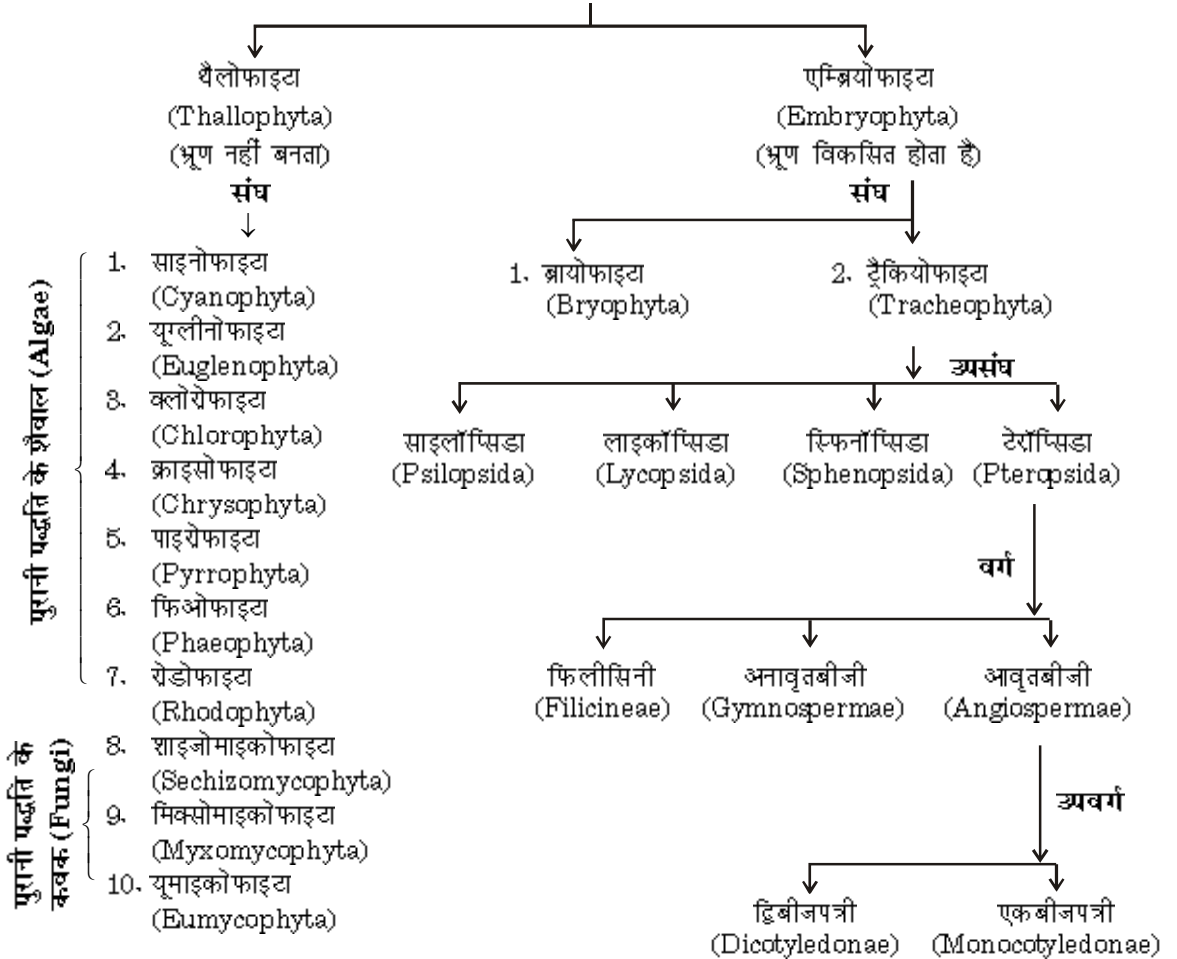 थैलोफाइटा
(Thallophyta)
(भ्रूण नहीं बनता)
संघ
एम्ब्रियोफाइटा
(Embryophyta)
(भ्रूण विकसित होता है)
संघ
पुरानी पद्धति के शैवाल (Algae)
1. साइनोफाइटा
(Cyanophyta)
2. यूग्लीनोफाइटा
(Euglenophyta)
3. क्लोरोफाइटा
(Chlorophyta)
4. क्राइसोफाइटा
(Chrysophyta)
5. पाइरोफाइटा
(Pyrrophyta)
6. फिओफाइटा
(Phaeophyta)
7. रोडोफाइटा
(Rhodophyta)
पुरानी पद्धति के
कवक (Fungi)
8. शाइजोमाइकोफाइटा
(Sechizomycophyta)
9. मिक्सोमाइकोफाइटा
(Myxomycophyta)
10. यूमाइकोफाइटा
(Eumycophyta)
1. ब्रायोफाइटा
(Bryophyta)
2. ट्रैकियोफाइटा
(Tracheophyta)
उपसंघ
साइलॉप्सिडा
(Psilopsida)
लाइकॉप्सिडा
(Lycopsida)
स्फिनॉप्सिडा
(Sphenopsida)
टेरॉप्सिडा
(Pteropsida)
वर्ग
फिलीसिनी
(Filicineae)
अनावृतबीजी
(Gymnospermae)
आवृतबीजी
(Angiospermae)
उपवर्ग
द्विबीजपत्री
(Dicotyledonae)
एकबीजपत्री
(Monocotyledonae)